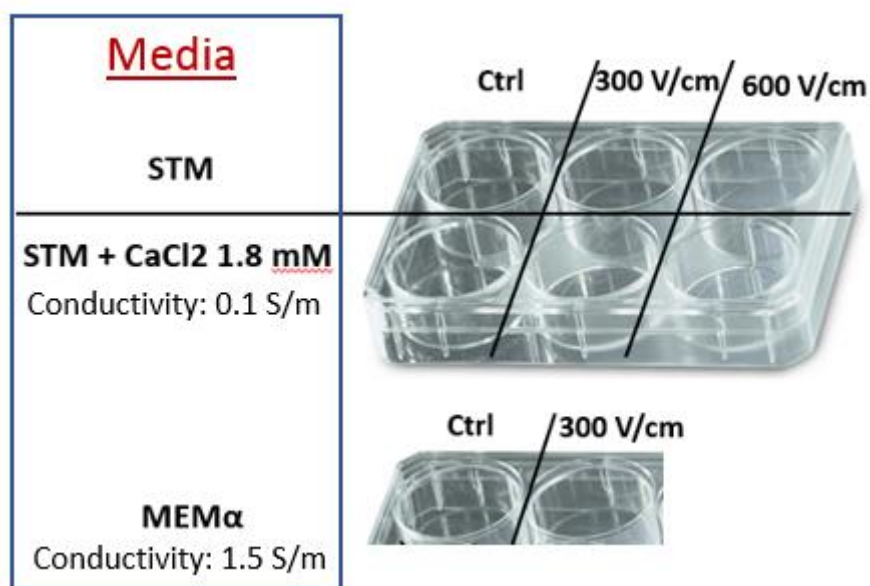 Media
Ctrl
300 V/cm
600 V/cm
STM
STM + CaCl2 1.8 mM
Conductivity: 0.1 S/m
Ctrl
300 V/cm
MEMα
Conductivity: 1.5 S/m